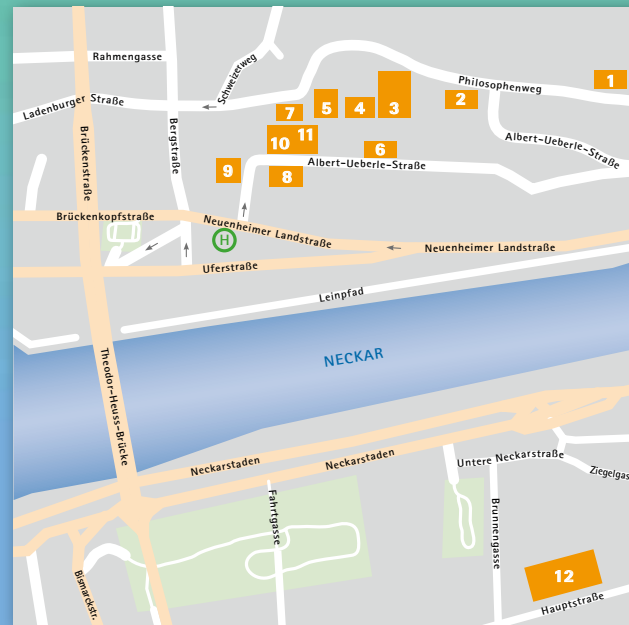 Rahmengasse
Schweizerweg
Philosophenweg
1
Ladenburger Straße
5
4
3
2
7
Brückenstraße
Bergstraße
11
10
6
Albert-Ueberle-Straße
9
8
Albert-Ueberle-Straße
Brückenkopfstraße
Neuenheimer Landstraße
H
Neuenheimer Landstraße
Uferstraße
Leinpfad
NECKAR
Theodor-Heuss-Brücke
Neckarstaden
Neckarstaden
Untere Neckarstraße
Ziegelgas
Fahrtgasse
Brunnengasse
Bismarckstr.
12
Hauptstraße